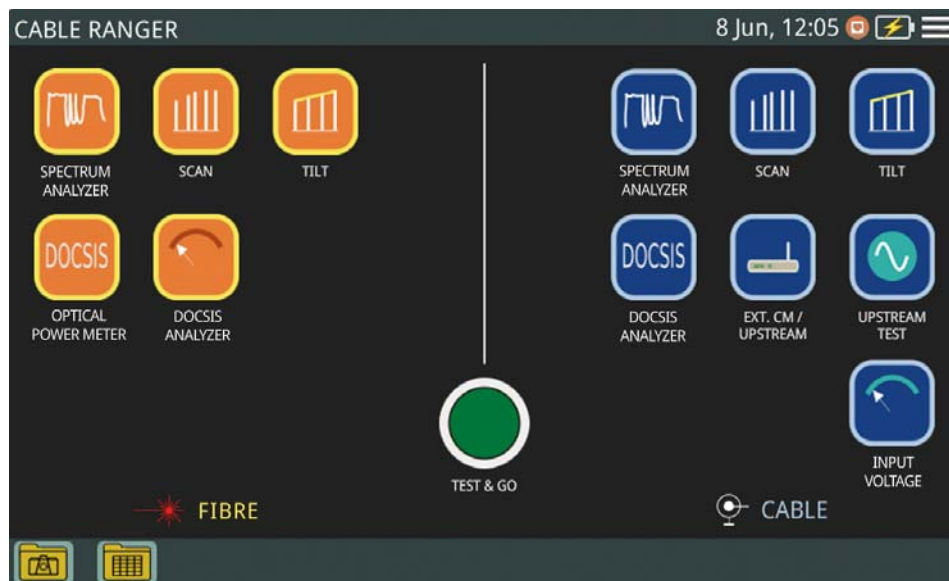 CABLE RANGER
8 Jun, 12:05
SPECTRUM
ANALYZER
SCAN
TILT
DOCSIS
OPTICAL
POWER METER
DOCSIS
ANALYZER
SPECTRUM
ANALYZER
SCAN
TILT
DOCSIS
DOCSIS
ANALYZER
EXT. CM /
UPSTREAM
UPSTREAM
TEST
INPUT
VOLTAGE
TEST & GO
FIBRE
CABLE